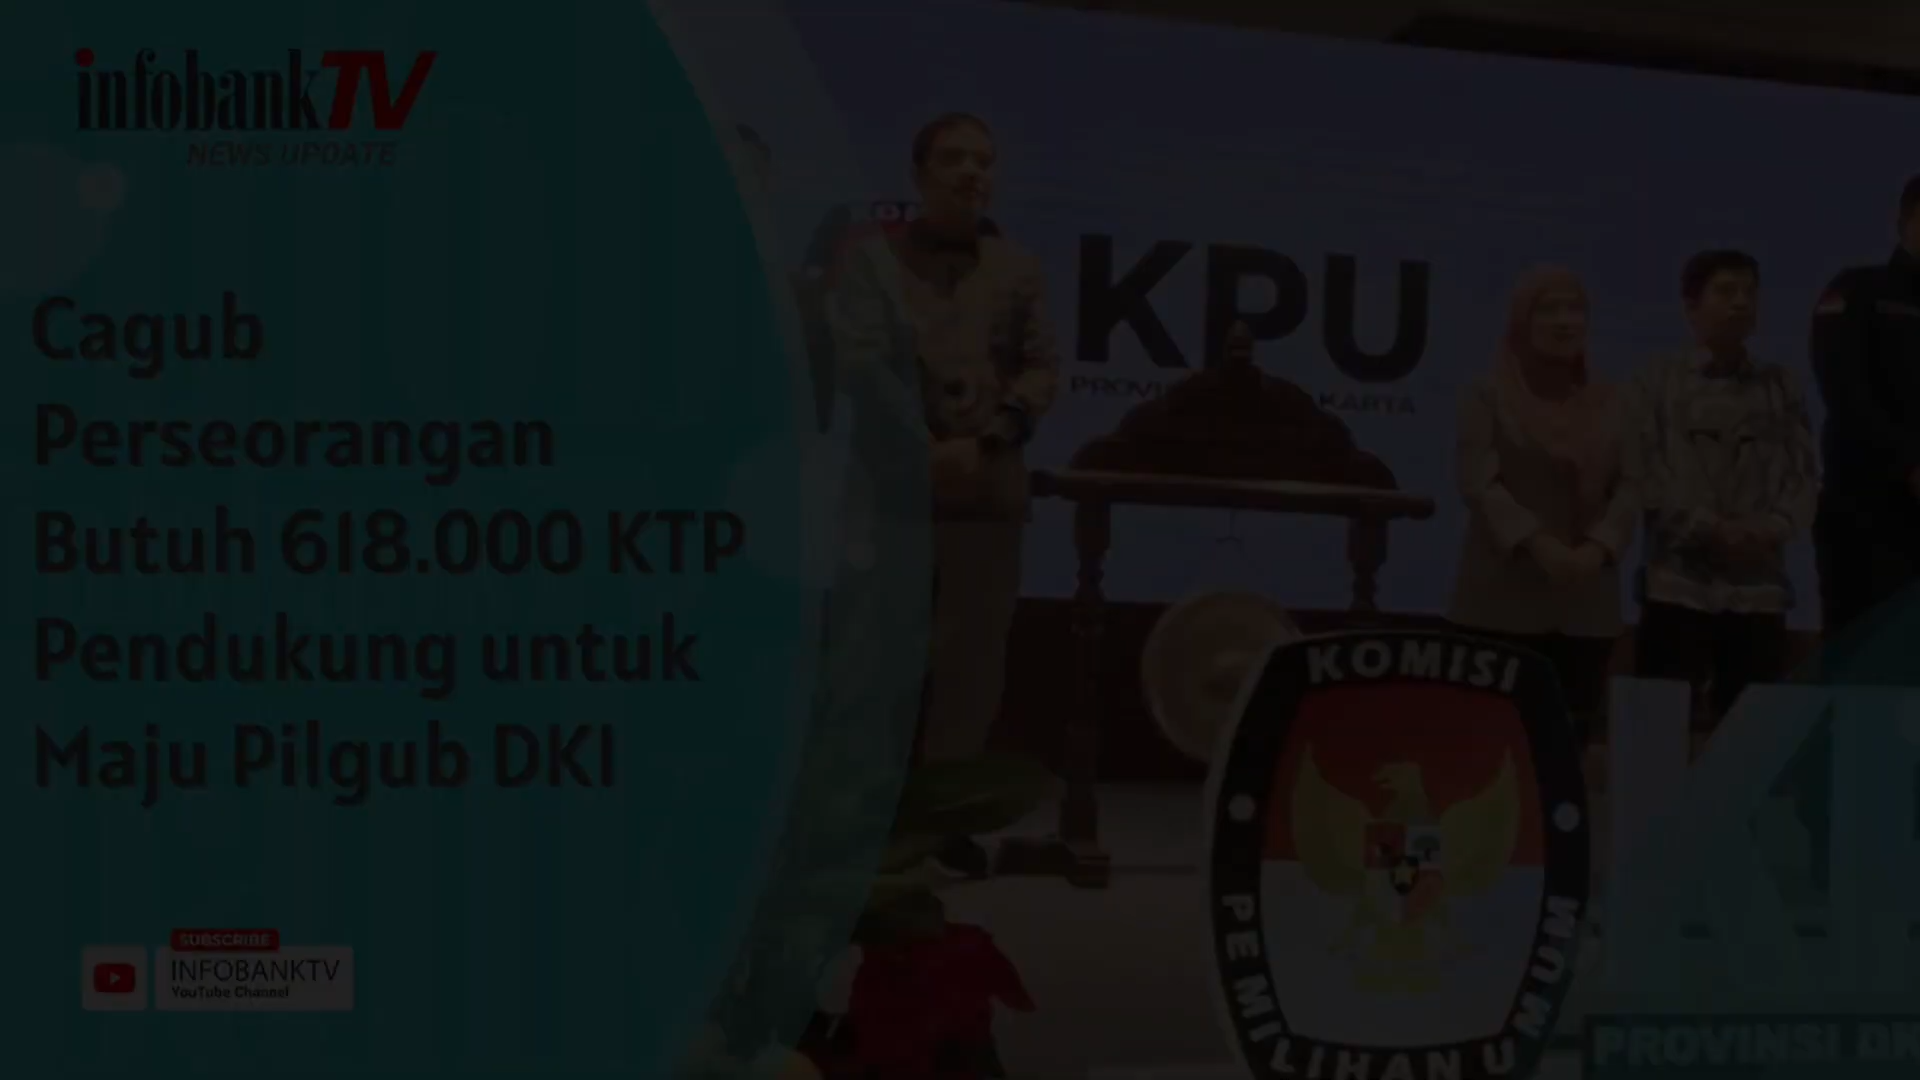 infobankTV
NEWS UPDATE
Cagub
Perseorangan
Butuh 618.000 KTP
Pendukung untuk
Maju Pilgub DKI
SUBSCRIBE
INFOBANKTV
YouTube Channel
KPU
KOMISI
PEMILIHAN UMUM
PROVINSI